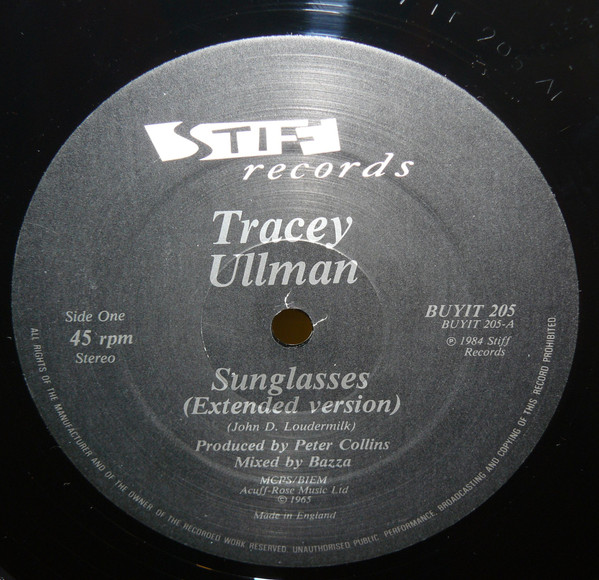 STIFF
records
Tracey
Ullman
Side One
45 rpm
Stereo
BUYIT 205
BUYIT 205-A
℗ 1984 Stiff
Records
Sunglasses
(Extended version)
(John D. Loudermilk)
Produced by Peter Collins
Mixed by Bazza
MCPS/BIEM
Acuff-Rose Music Ltd
© 1965
Made in England
ALL RIGHTS OF THE MANUFACTURER AND OF THE OWNER OF THE RECORDED WORK RESERVED. UNAUTHORISED PUBLIC PERFORMANCE, BROADCASTING AND COPYING OF THIS RECORD PROHIBITED.